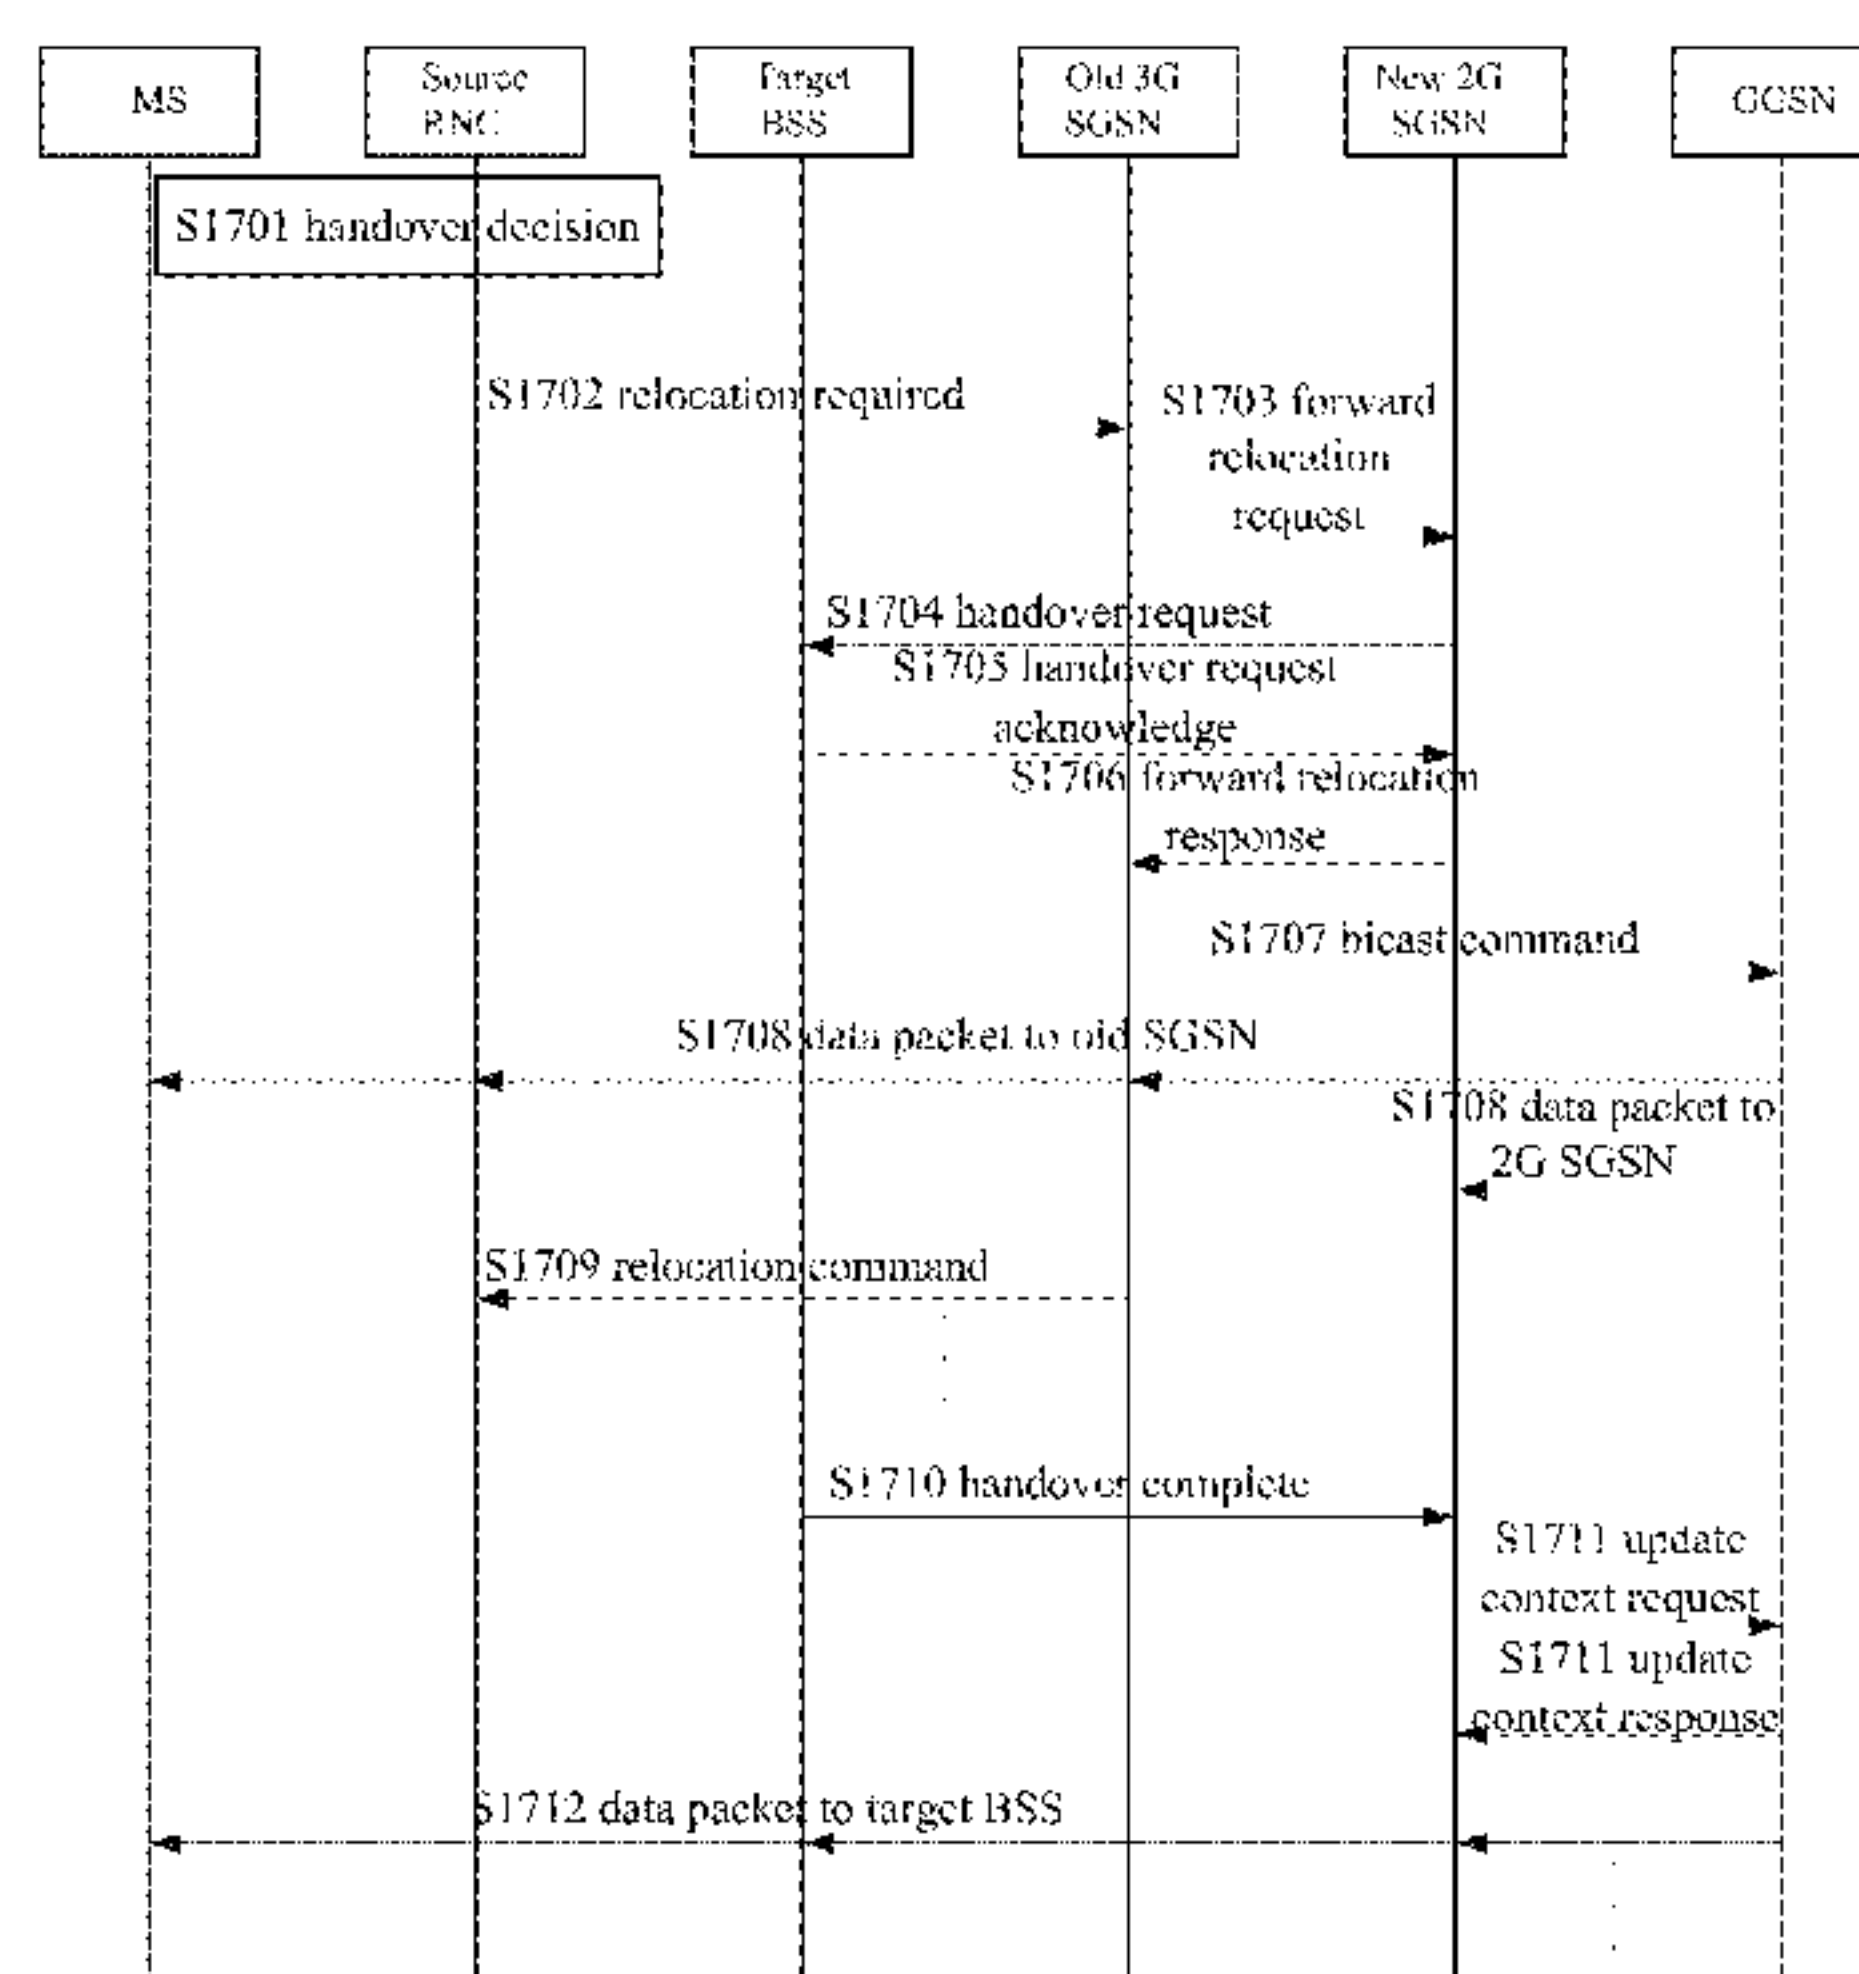 MS
Source
RNC
Target
BSS
Old 3G
SGSN
New 2G
SGSN
GGSN
S1701 handover decision
S1702 relocation required
S1703 forward
relocation
request
S1704 handover request
S1705 handover request
acknowledge
S1706 forward relocation
response
S1707 bicast command
S1708 data packet to old SGSN
S1708 data packet to
2G SGSN
S1709 relocation command
S1710 handover complete
S1711 update
context request
S1711 update
context response
S1712 data packet to target BSS